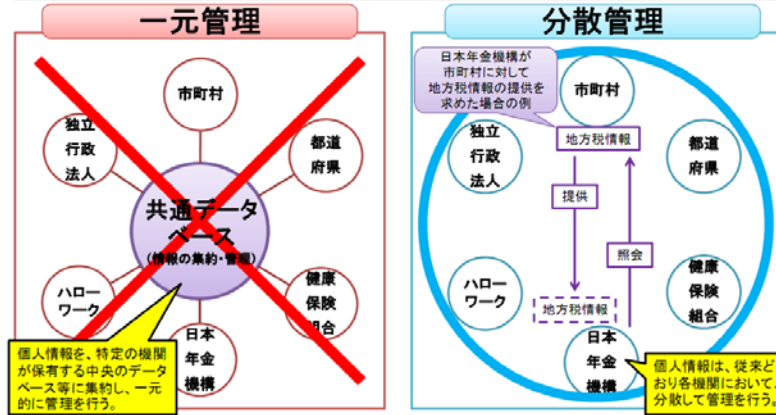 一元管理
市町村
独立
行政
法人
都道
府県
共通データ
ベース
(情報の集約・管理)
ハロー
ワーク
健康
保険
組合
日本
年金
機構
個人情報を、特定の機関
が保有する中央のデータ
ベース等に集約し、一元
的に管理を行う。
分散管理
日本年金機構が
市町村に対して
地方税情報の提供を
求めた場合の例
市町村
独立
行政
法人
地方税情報
都道
府県
提供
照会
ハロー
ワーク
健康
保険
組合
地方税情報
日本
年金
機構
個人情報は、従来ど
おり各機関において、
分散して管理を行う。